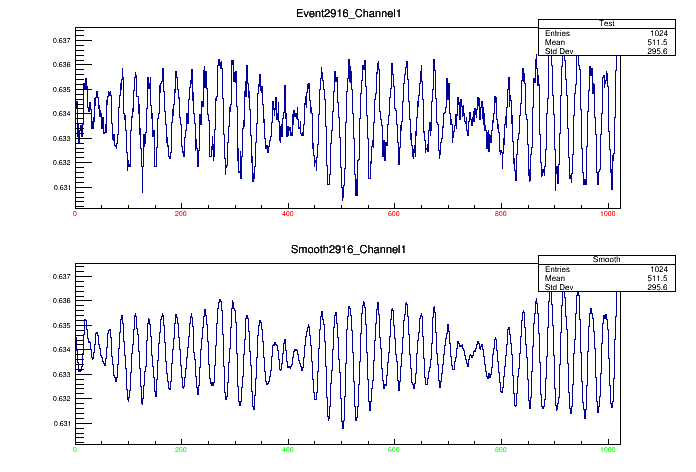 Event2916_Channel1
Test
Entries 1024
Mean 511.5
Std Dev 295.6
0.637
0.636
0.635
0.634
0.633
0.632
0.631
0 200 400 600 800 1000
Smooth2916_Channel1
Smooth
Entries 1024
Mean 511.5
Std Dev 295.6
0.637
0.636
0.635
0.634
0.633
0.632
0.631
0 200 400 600 800 1000